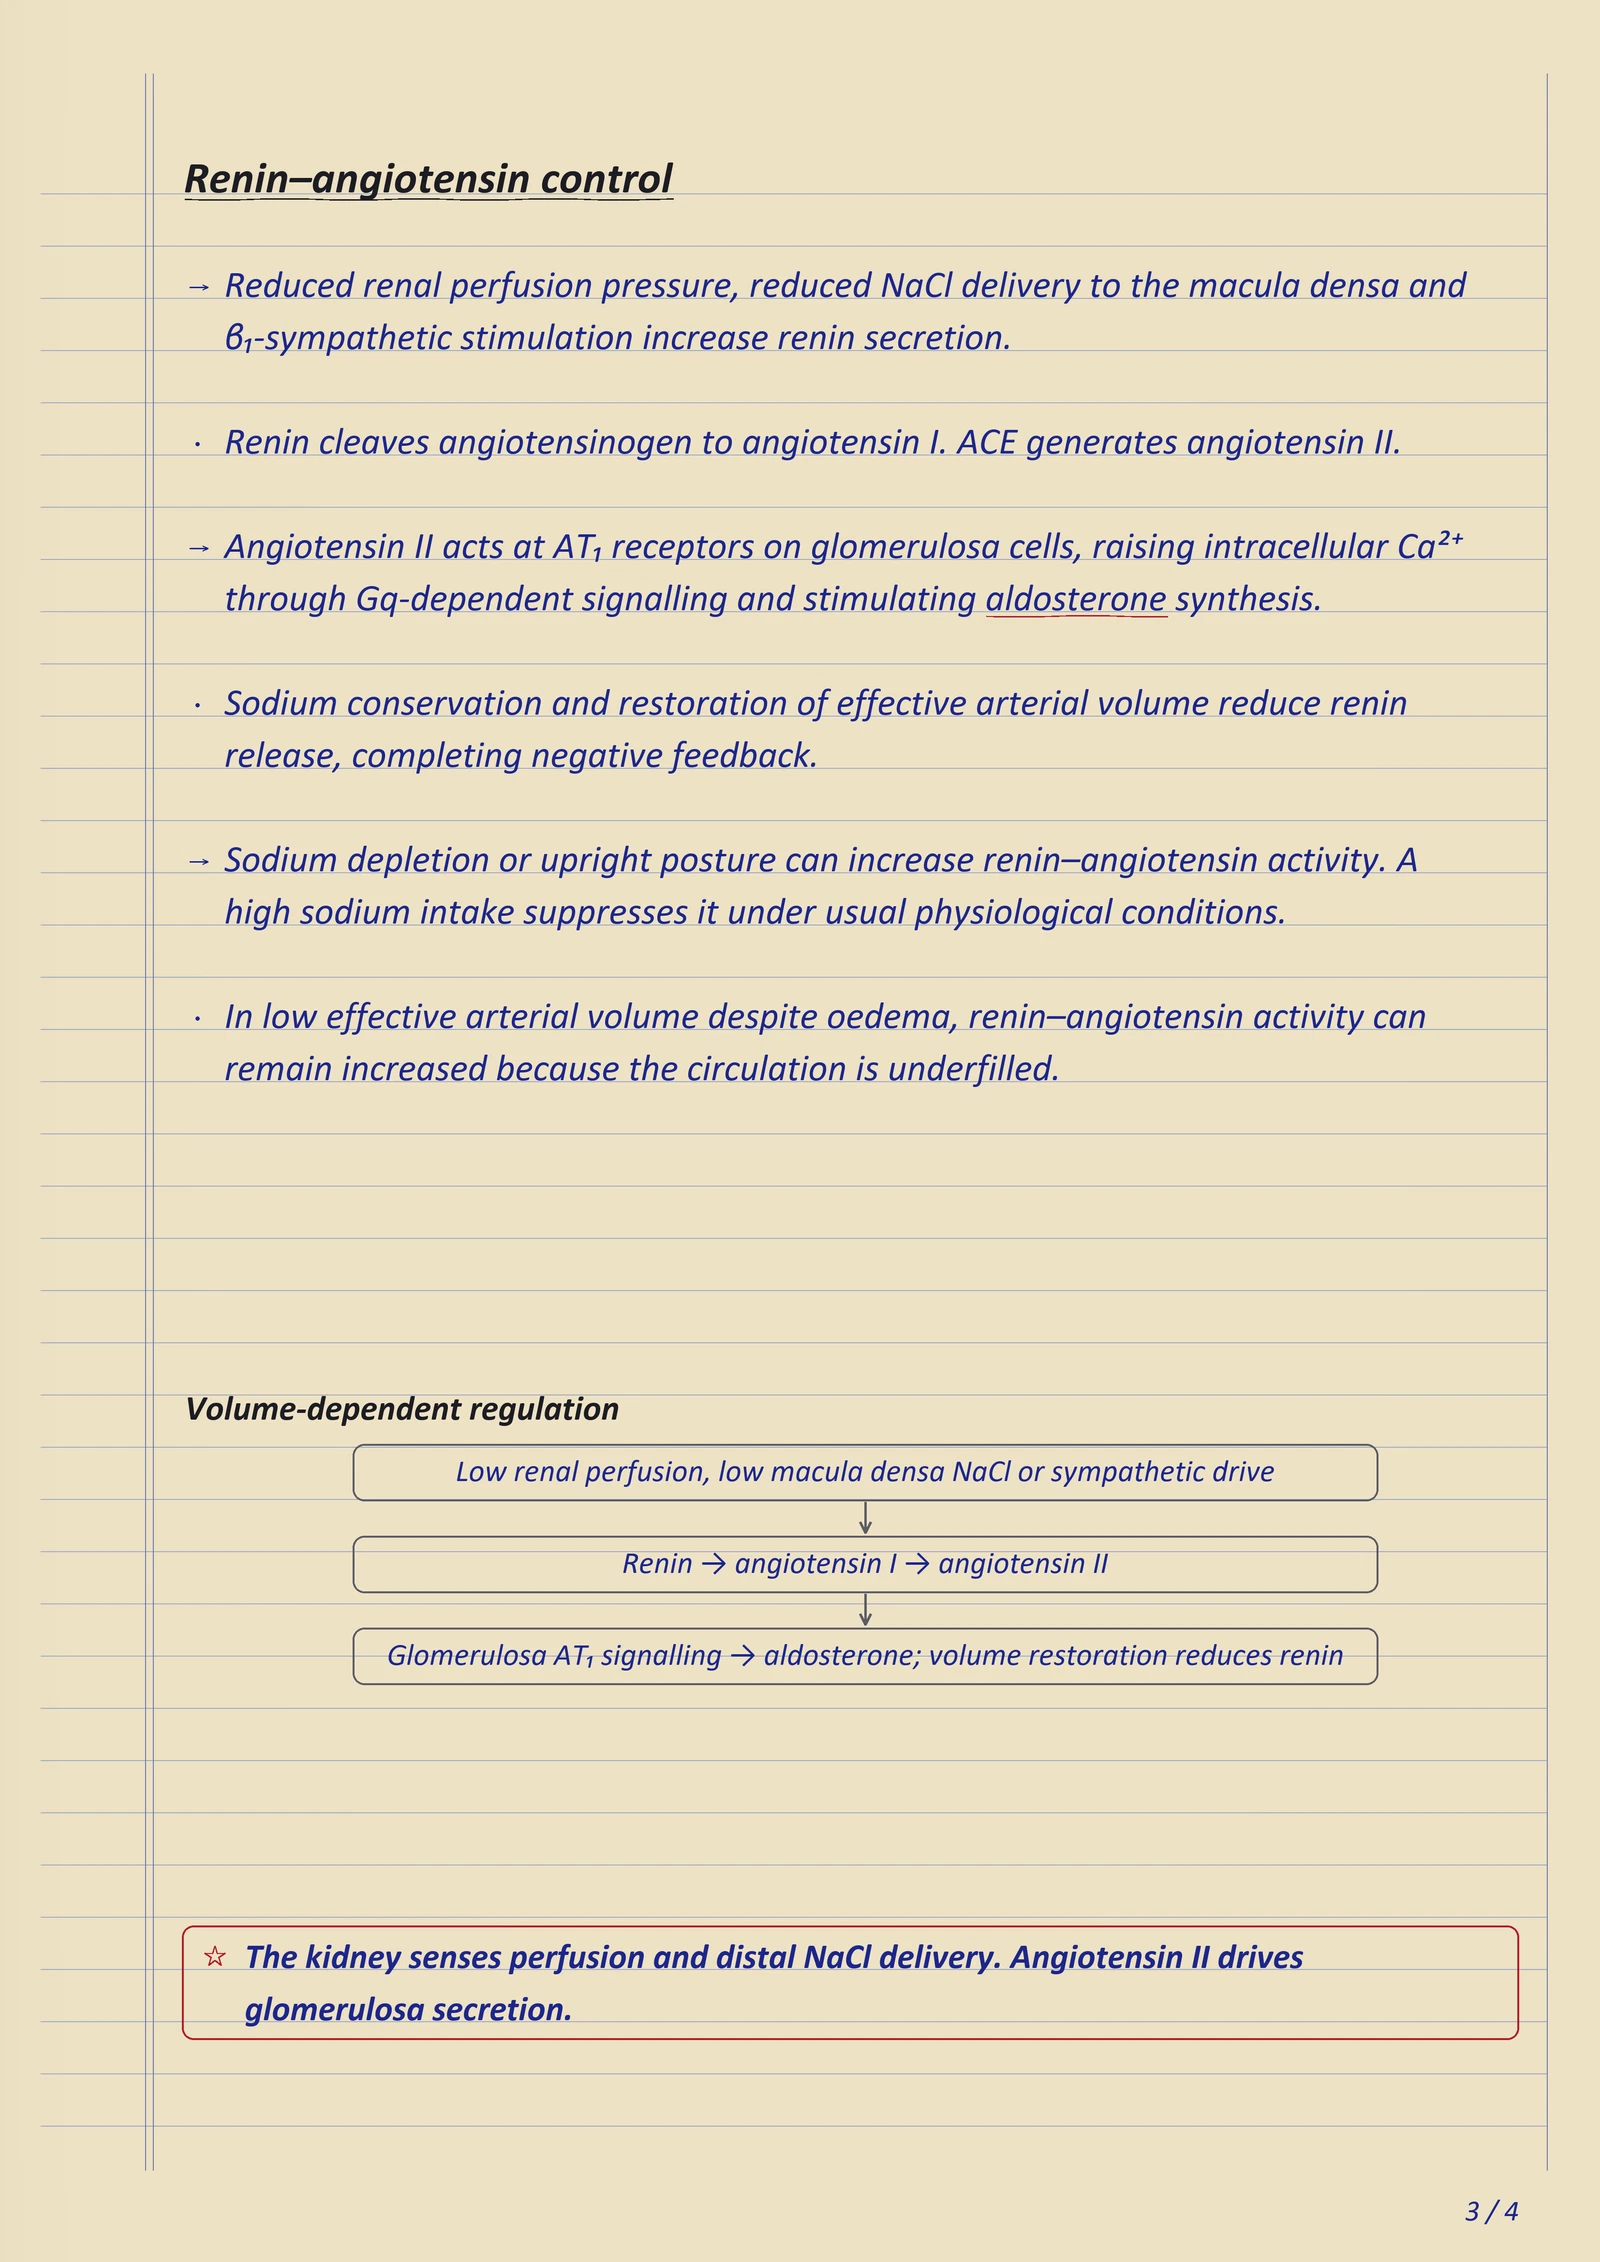 Renin–angiotensin control
→ Reduced renal perfusion pressure, reduced NaCl delivery to the macula densa and
β₁-sympathetic stimulation increase renin secretion.
· Renin cleaves angiotensinogen to angiotensin I. ACE generates angiotensin II.
→ Angiotensin II acts at AT₁ receptors on glomerulosa cells, raising intracellular Ca²⁺
through Gq-dependent signalling and stimulating aldosterone synthesis.
· Sodium conservation and restoration of effective arterial volume reduce renin
release, completing negative feedback.
→ Sodium depletion or upright posture can increase renin–angiotensin activity. A
high sodium intake suppresses it under usual physiological conditions.
· In low effective arterial volume despite oedema, renin–angiotensin activity can
remain increased because the circulation is underfilled.
Volume-dependent regulation
Low renal perfusion, low macula densa NaCl or sympathetic drive
Renin → angiotensin I → angiotensin II
Glomerulosa AT₁ signalling → aldosterone; volume restoration reduces renin
☆ The kidney senses perfusion and distal NaCl delivery. Angiotensin II drives
glomerulosa secretion.
3 / 4